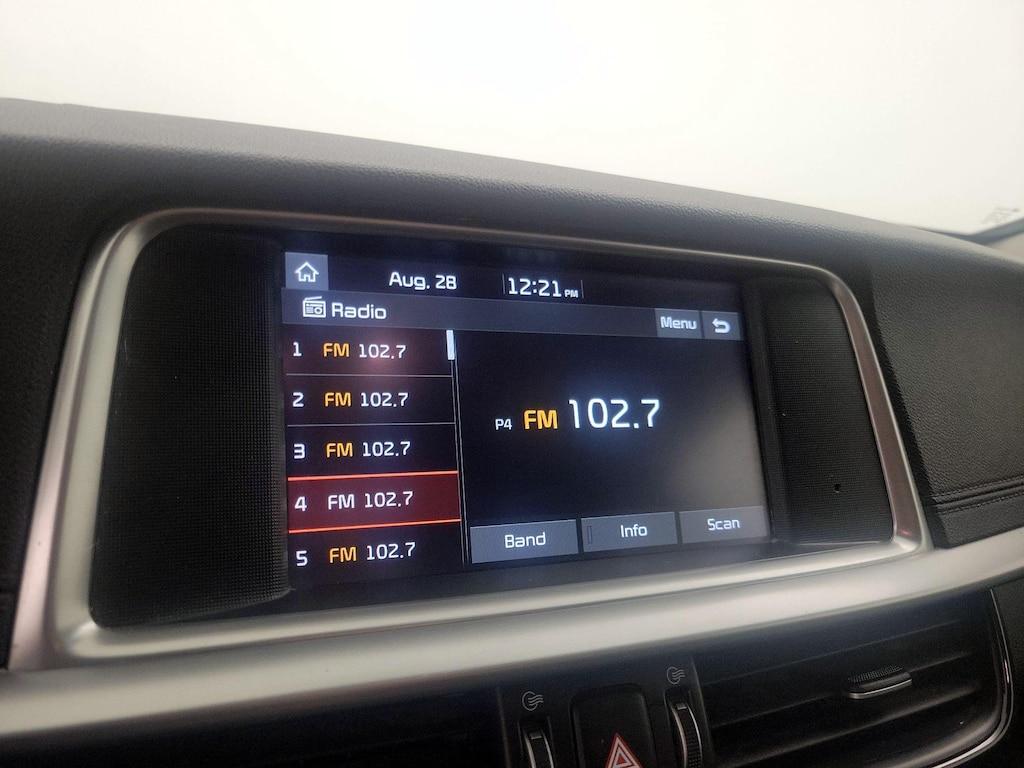 Aug. 28 12:21 PM
Radio
Menu
1 FM 102.7
2 FM 102.7
3 FM 102.7
4 FM 102.7
5 FM 102.7
P4 FM 102.7
Band Info Scan